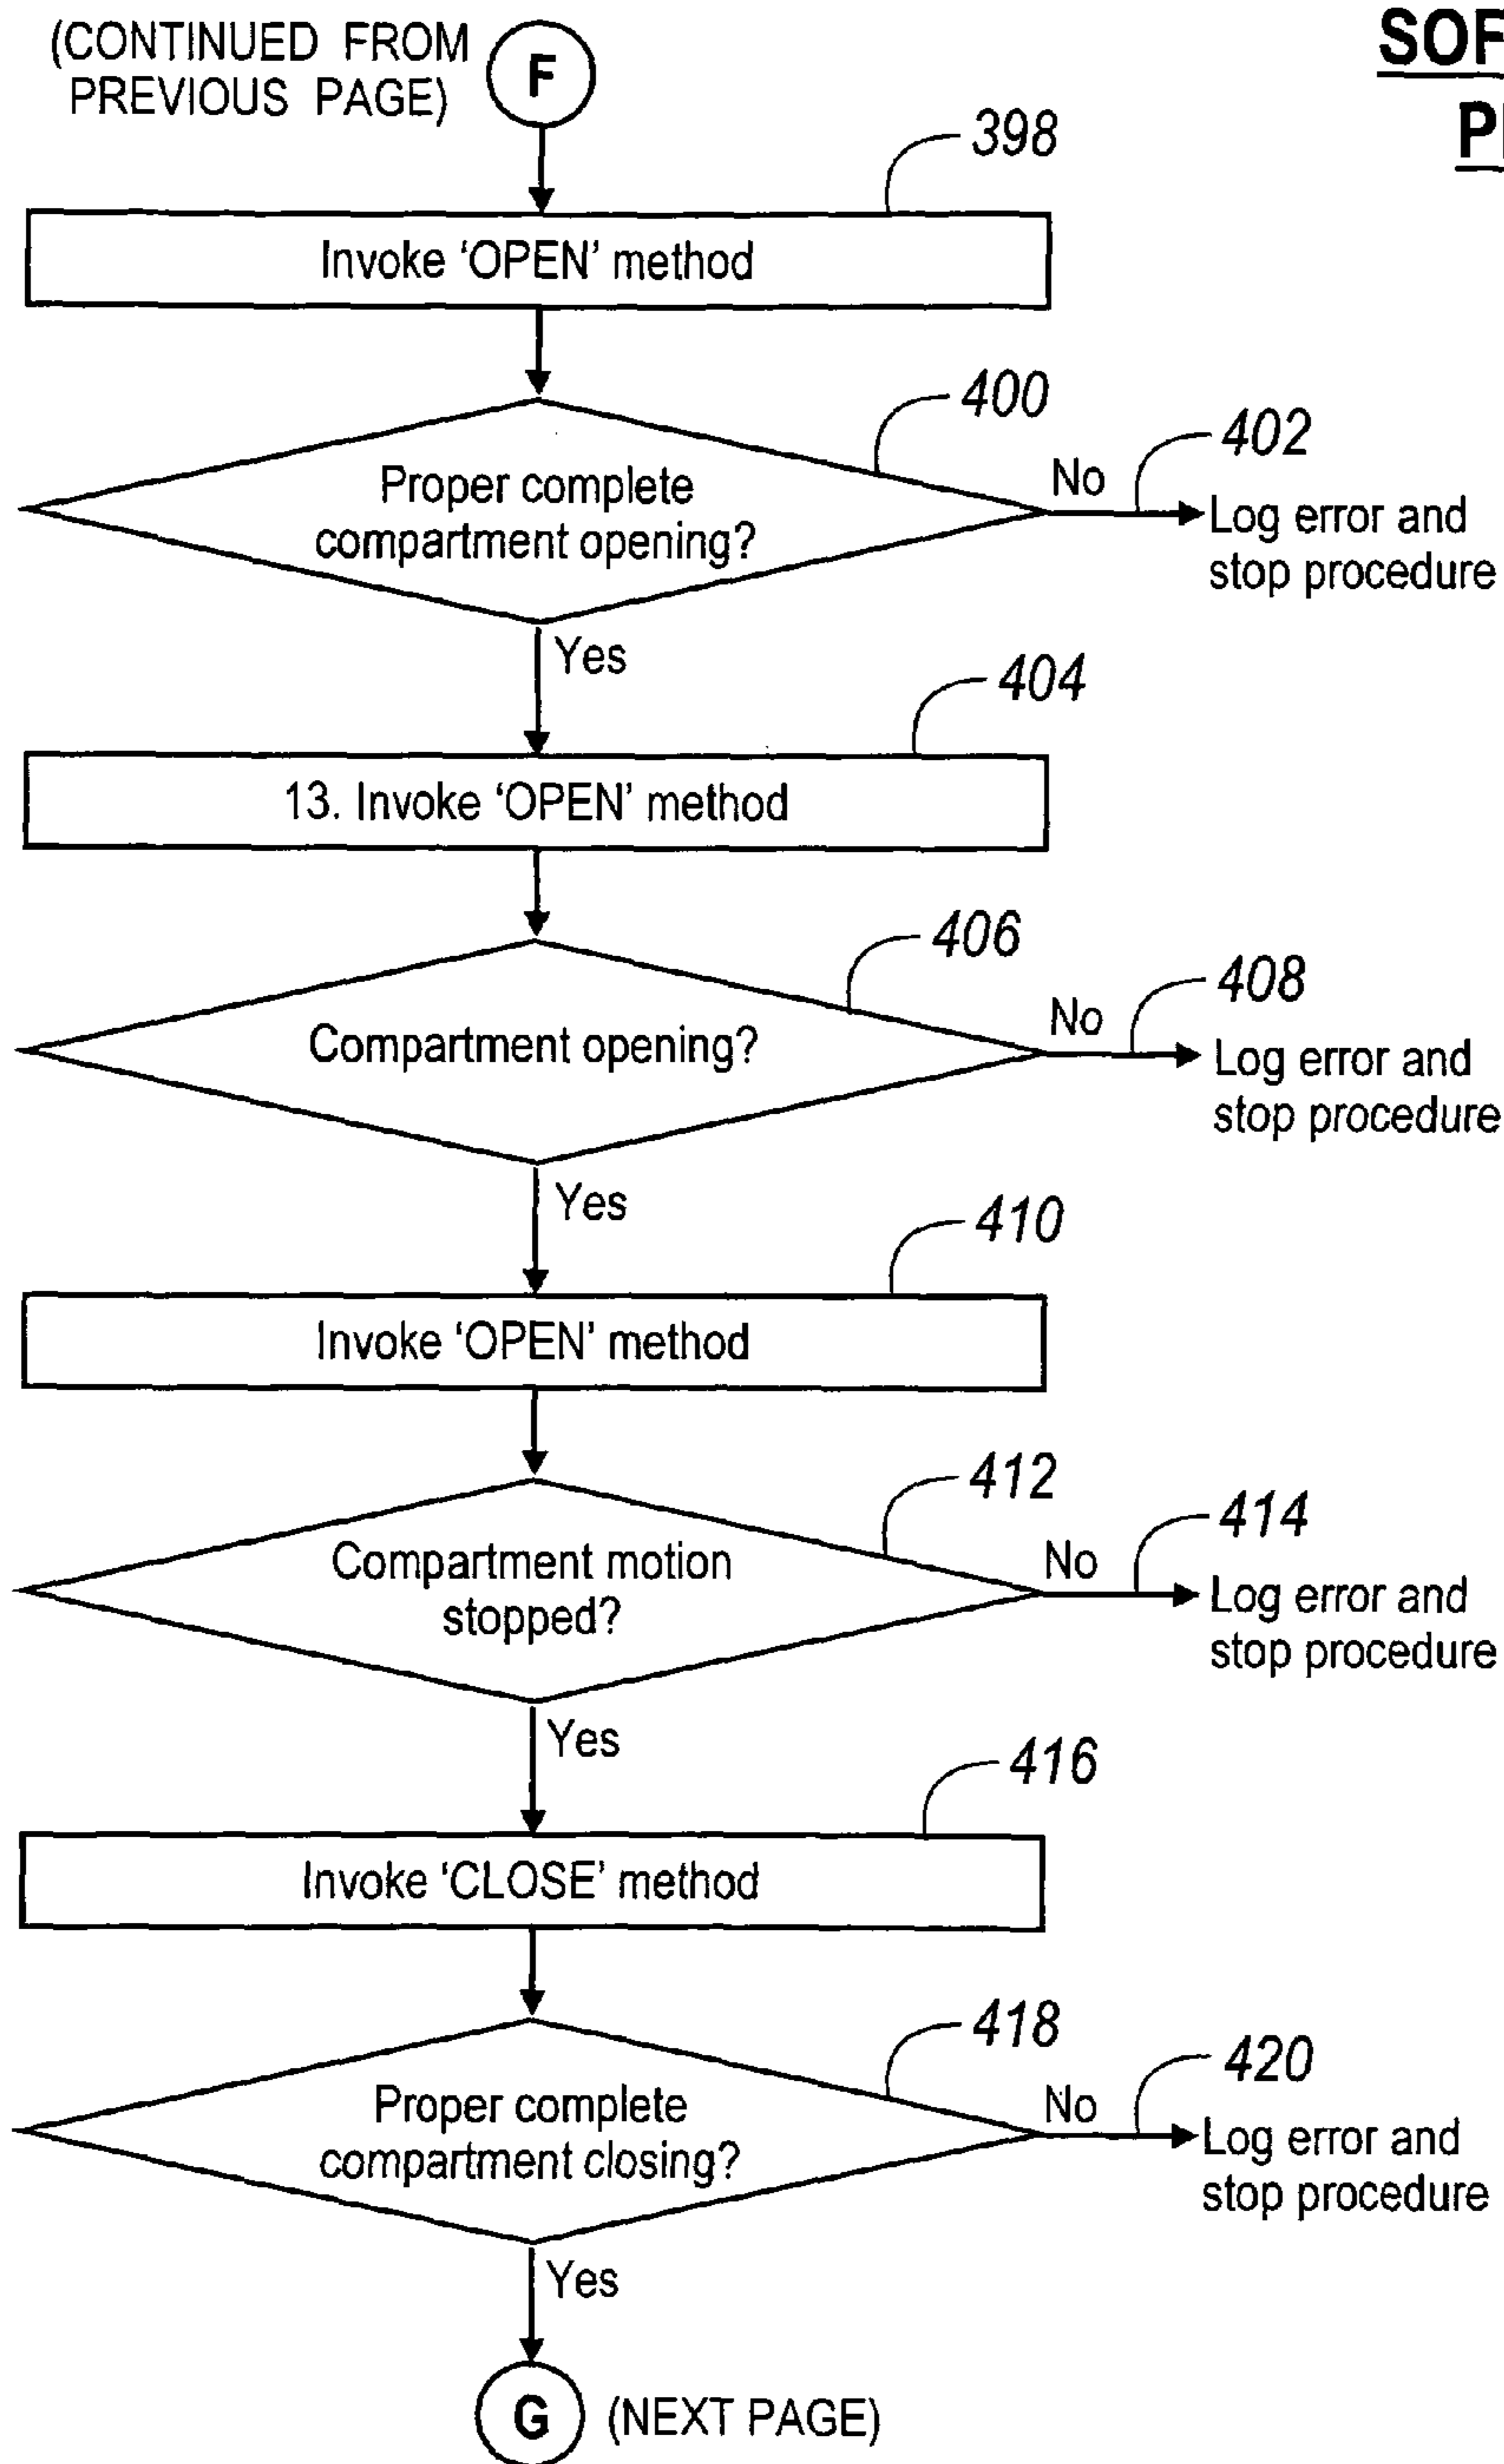 (CONTINUED FROM
PREVIOUS PAGE)
F
398
Invoke ‘OPEN’ method
400
Proper complete
compartment opening?
No
402
Log error and
stop procedure
Yes
404
13. Invoke ‘OPEN’ method
406
Compartment opening?
No
408
Log error and
stop procedure
Yes
410
Invoke ‘OPEN’ method
412
Compartment motion
stopped?
No
414
Log error and
stop procedure
Yes
416
Invoke ‘CLOSE’ method
418
Proper complete
compartment closing?
No
420
Log error and
stop procedure
Yes
G
(NEXT PAGE)